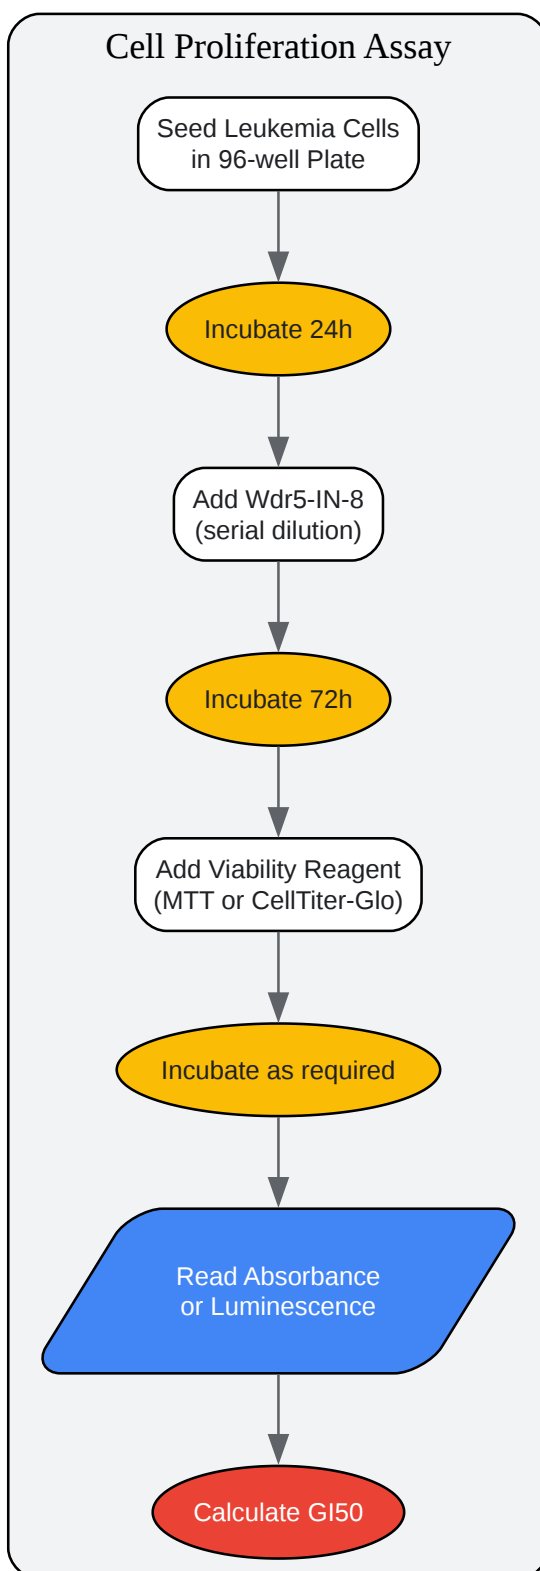 Cell Proliferation Assay
Seed Leukemia Cells
in 96-well Plate
Incubate 24h
Add Wdr5-IN-8
(serial dilution)
Incubate 72h
Add Viability Reagent
(MTT or CellTiter-Glo)
Incubate as required
Read Absorbance
or Luminescence
Calculate GI50